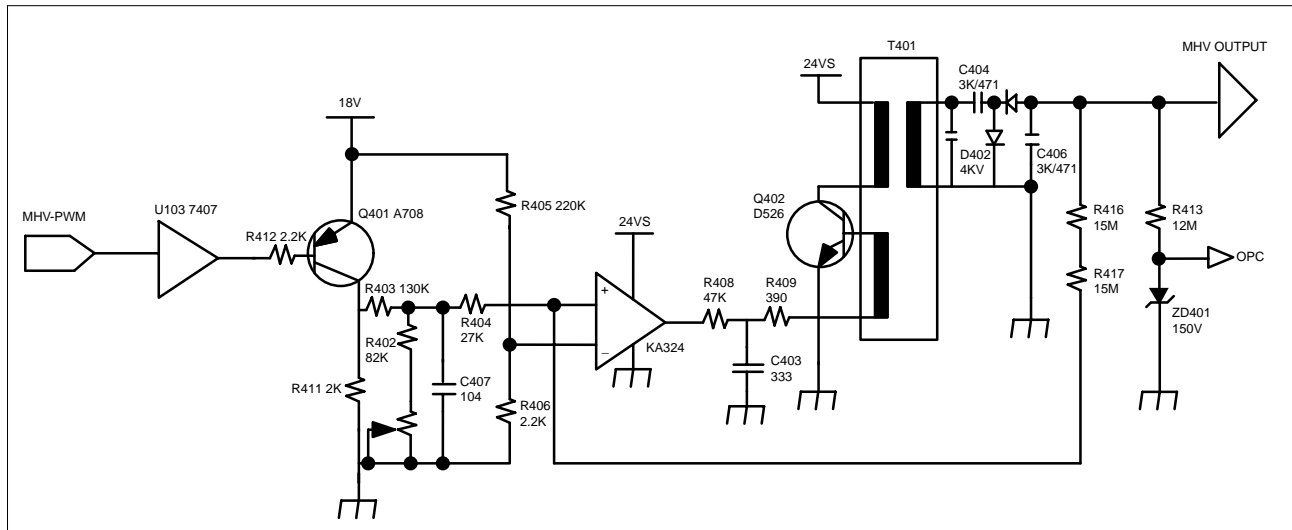 T401
MHV OUTPUT
24VS
C404
3K/471
18V
D402
4KV
C406
3K/471
Q402
D526
R416
15M
R413
12M
MHV-PWM
U103 7407
Q401 A708
R405 220K
24VS
R412 2.2K
OPC
R417
15M
R403 130K
R408
47K
R409
390
+
ZD401
150V
R404
27K
R402
82K
−
KA324
C403
333
R411 2K
C407
104
R406
2.2K